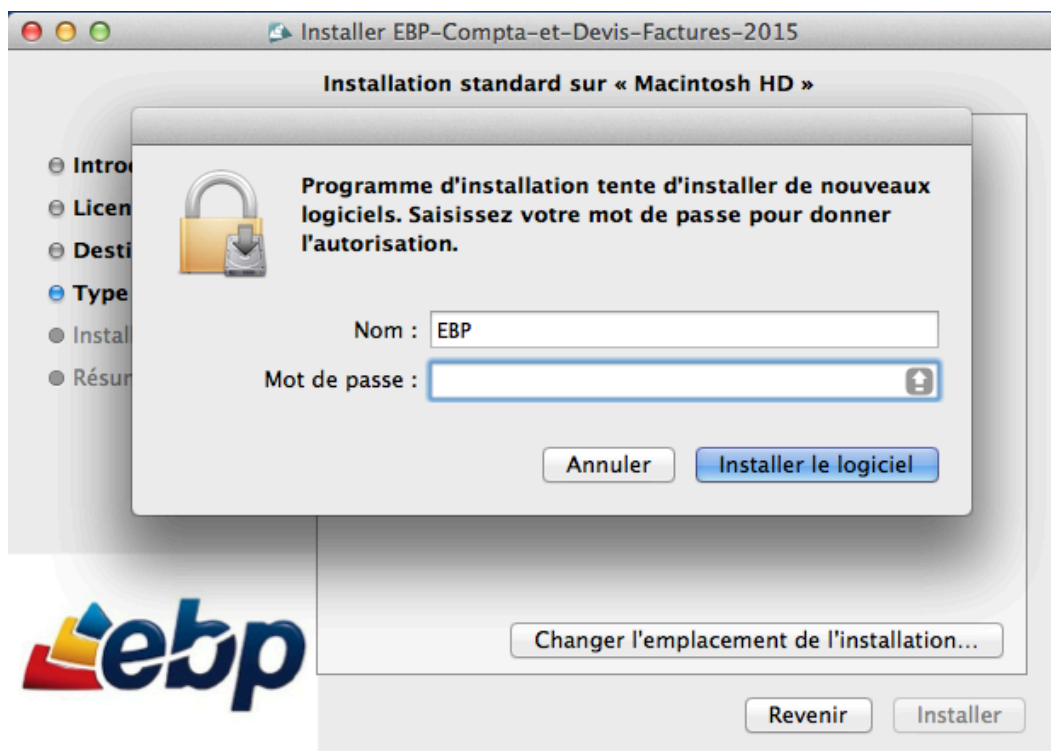 Installer EBP-Compta-et-Devis-Factures-2015
Installation standard sur « Macintosh HD »
Programme d'installation tente d'installer de nouveaux
logiciels. Saisissez votre mot de passe pour donner
l'autorisation.
Nom : EBP
Mot de passe :
Annuler
Installer le logiciel
Type
Changer l'emplacement de l'installation...
ebp
Revenir
Installer